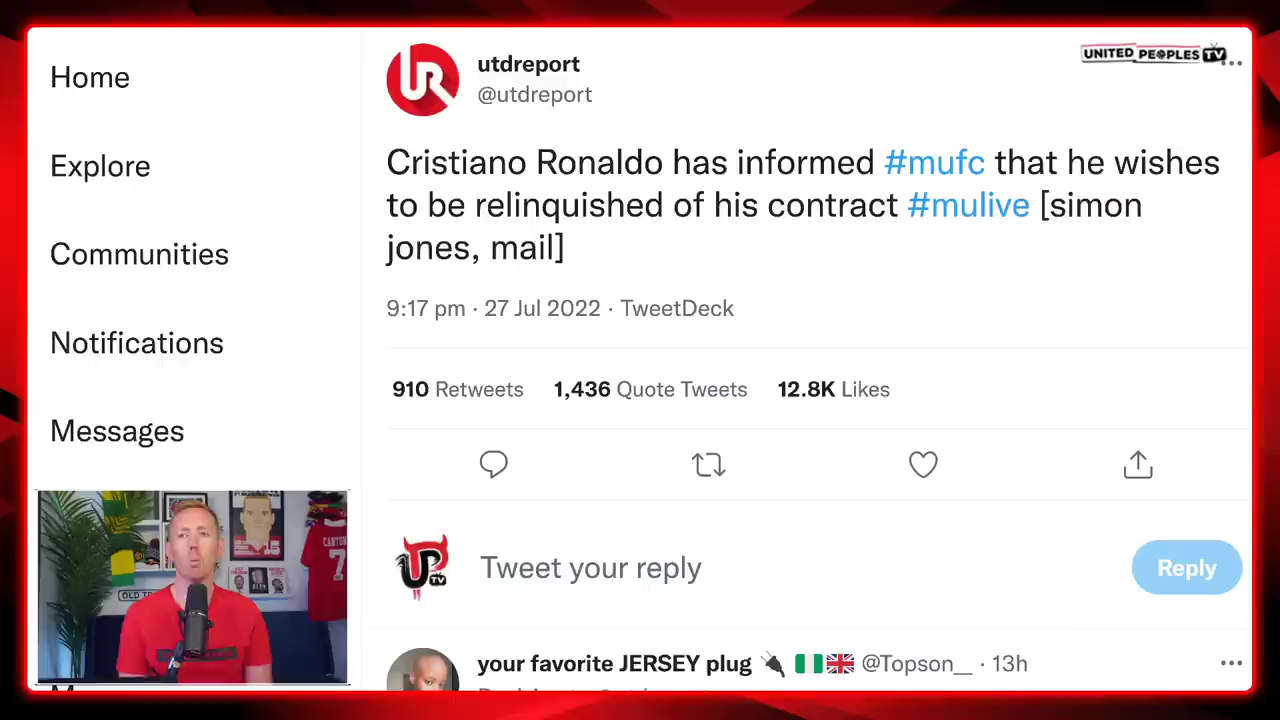 Home
Explore
Communities
Notifications
Messages
utdreport
@utdreport
UNITED PEOPLES TV
Cristiano Ronaldo has informed #mufc that he wishes
to be relinquished of his contract #mulive [simon
jones, mail]
9:17 pm · 27 Jul 2022 · TweetDeck
910 Retweets 1,436 Quote Tweets 12.8K Likes
Tweet your reply
Reply
your favorite JERSEY plug 🔌 🇳🇬🇬🇧 @Topson__ · 13h
CANTONA
7